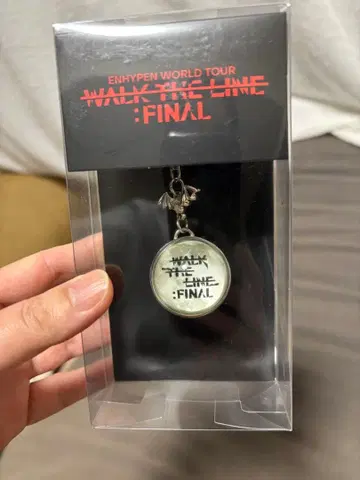 ENHYPEN WORLD TOUR
WALK THE LINE
:FINAL
WALK
THE
LINE
:FINAL